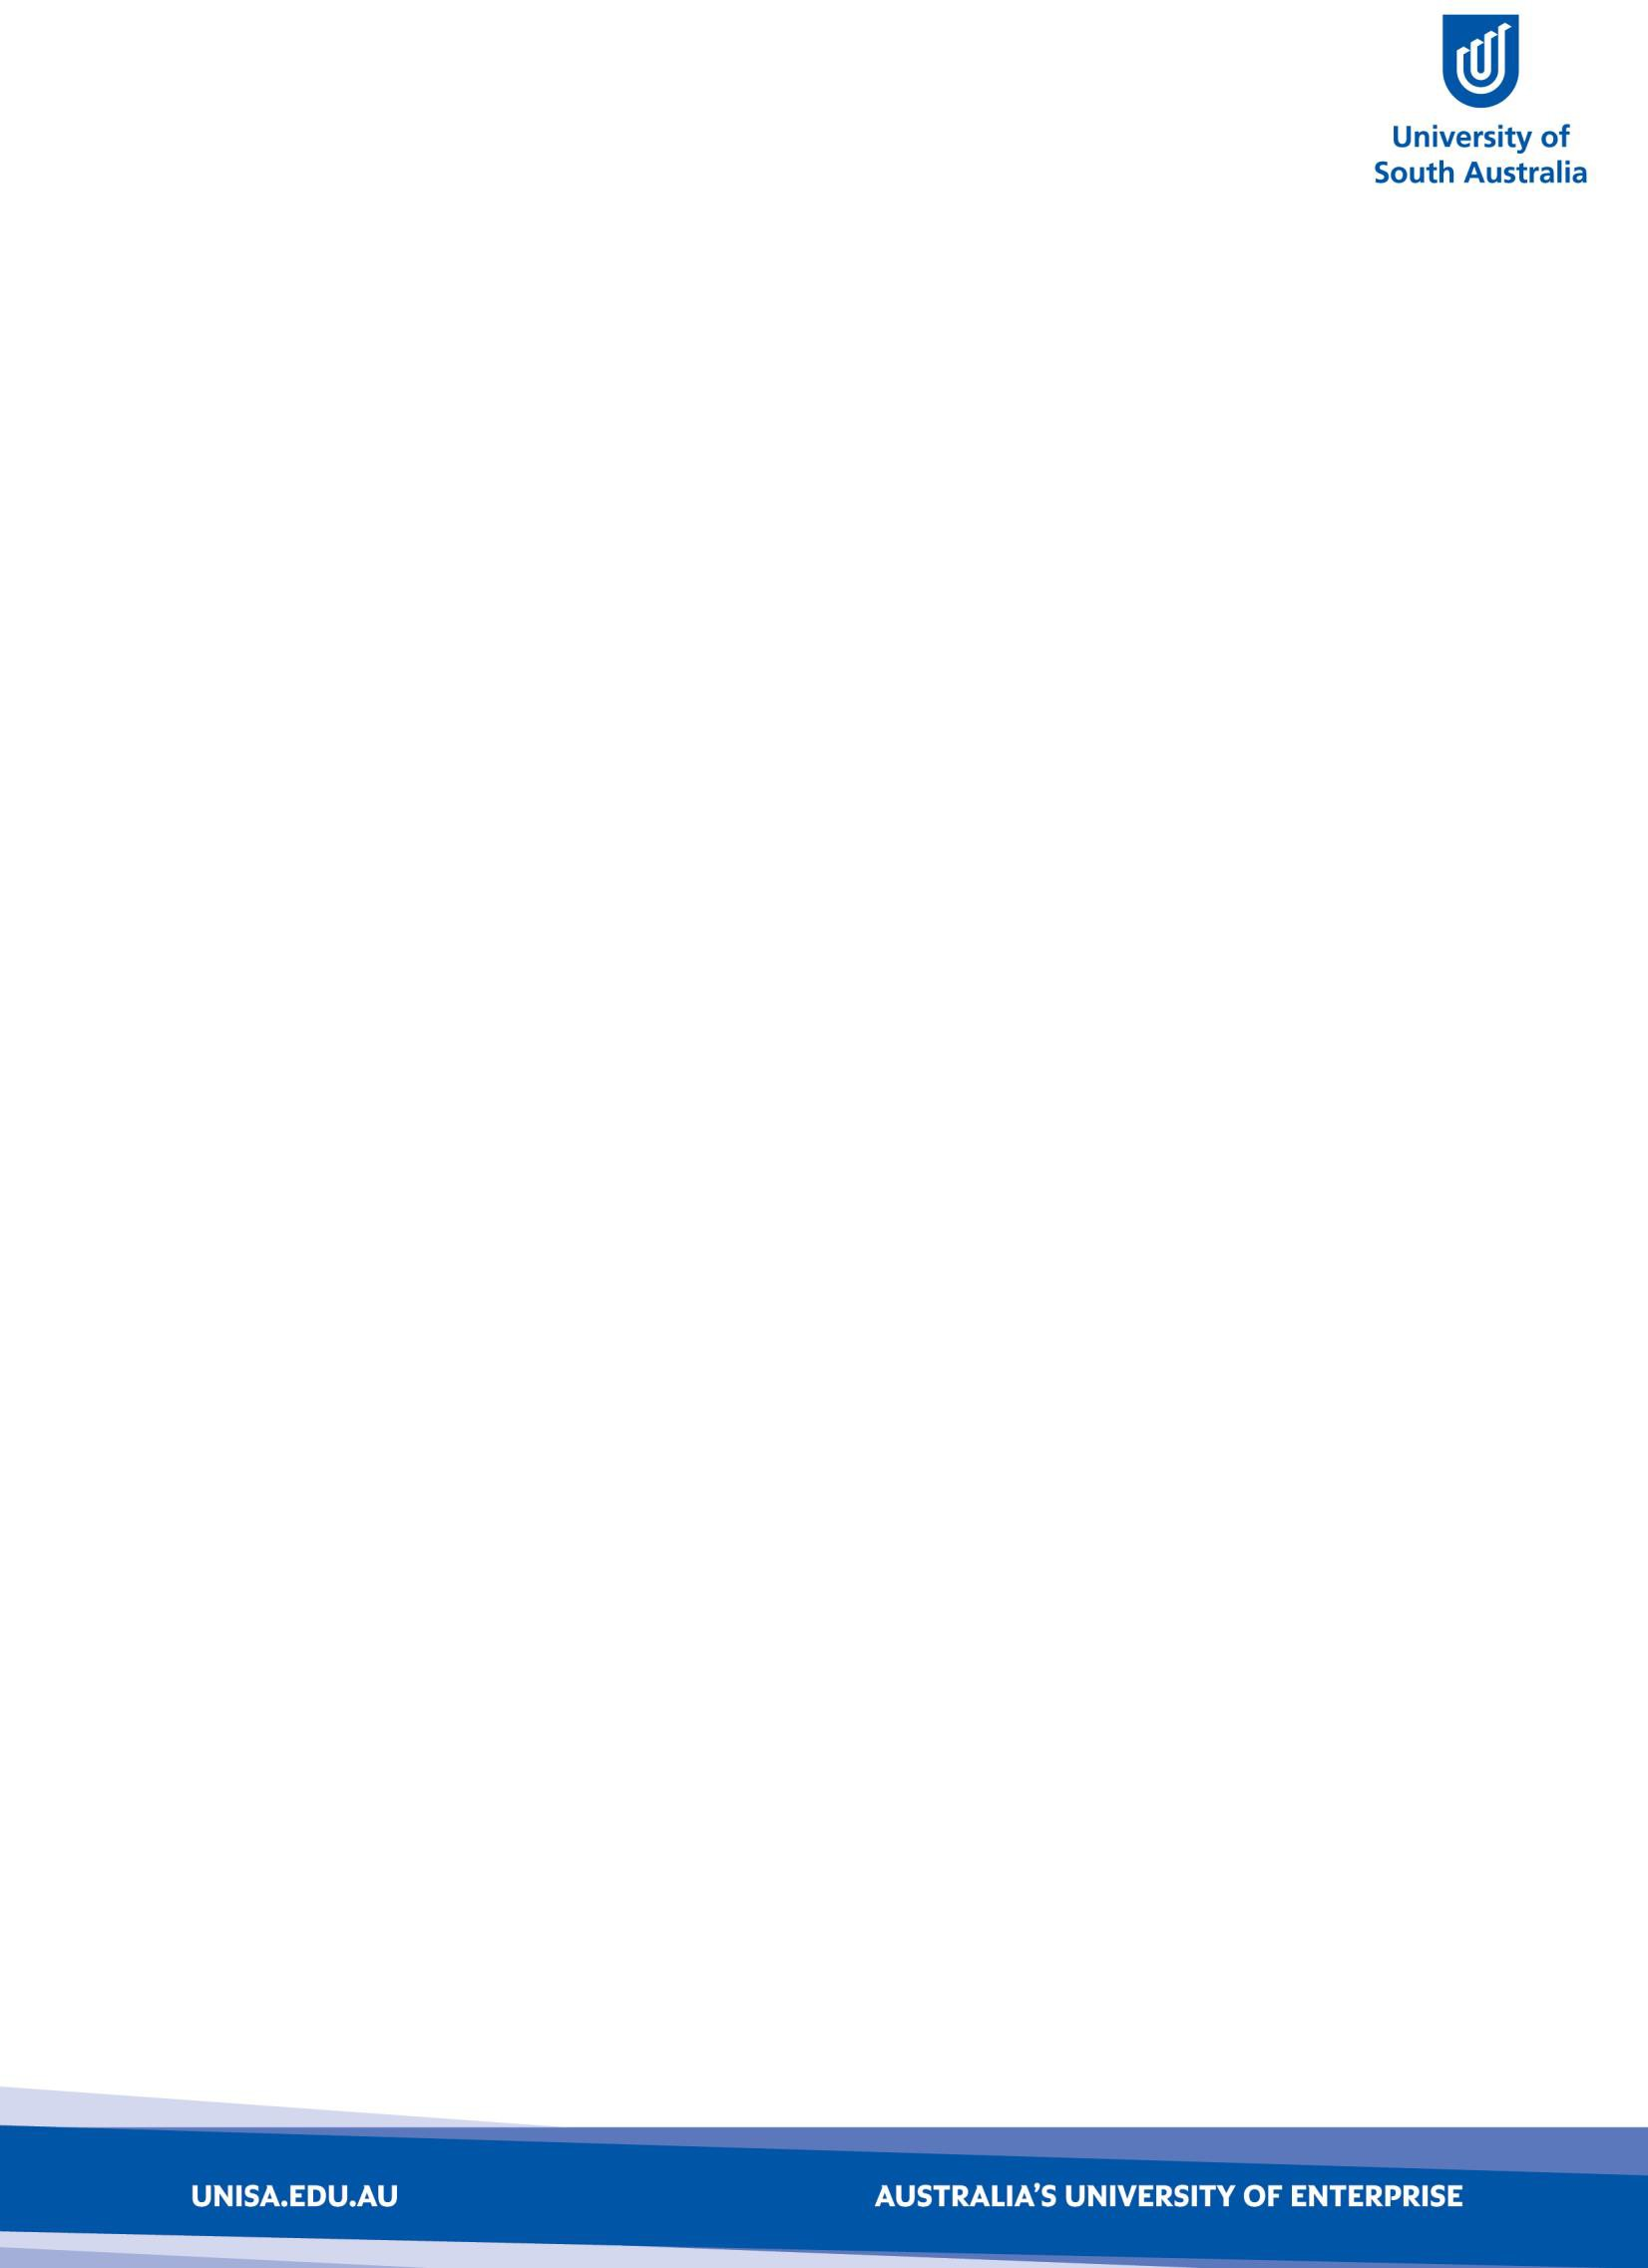 University of
South Australia
UNISA.EDU.AU
AUSTRALIA’S UNIVERSITY OF ENTERPRISE